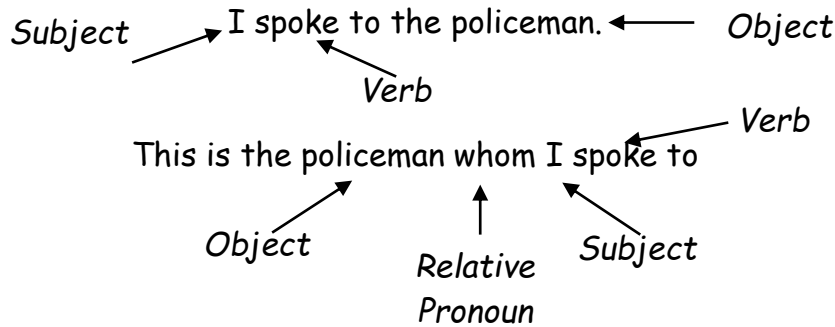 Subject
I spoke to the policeman.
Object
Verb
Verb
This is the policeman whom I spoke to
Object
Relative
Pronoun
Subject